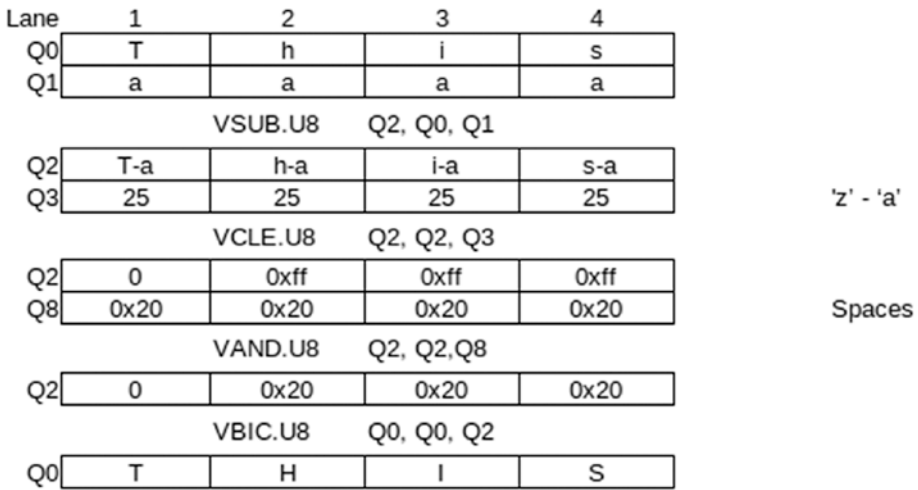 Lane 1 2 3 4
Q0 T h i s
Q1 a a a a
VSUB.U8 Q2, Q0, Q1
Q2 T-a h-a i-a s-a
Q3 25 25 25 25 'z' - ‘a’
VCLE.U8 Q2, Q2, Q3
Q2 0 0xff 0xff 0xff
Q8 0x20 0x20 0x20 0x20 Spaces
VAND.U8 Q2, Q2,Q8
Q2 0 0x20 0x20 0x20
VBIC.U8 Q0, Q0, Q2
Q0 T H I S